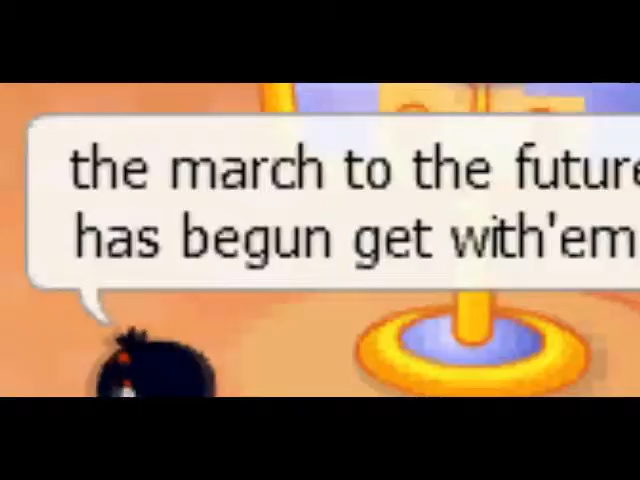 the march to the future
has begun get with'em